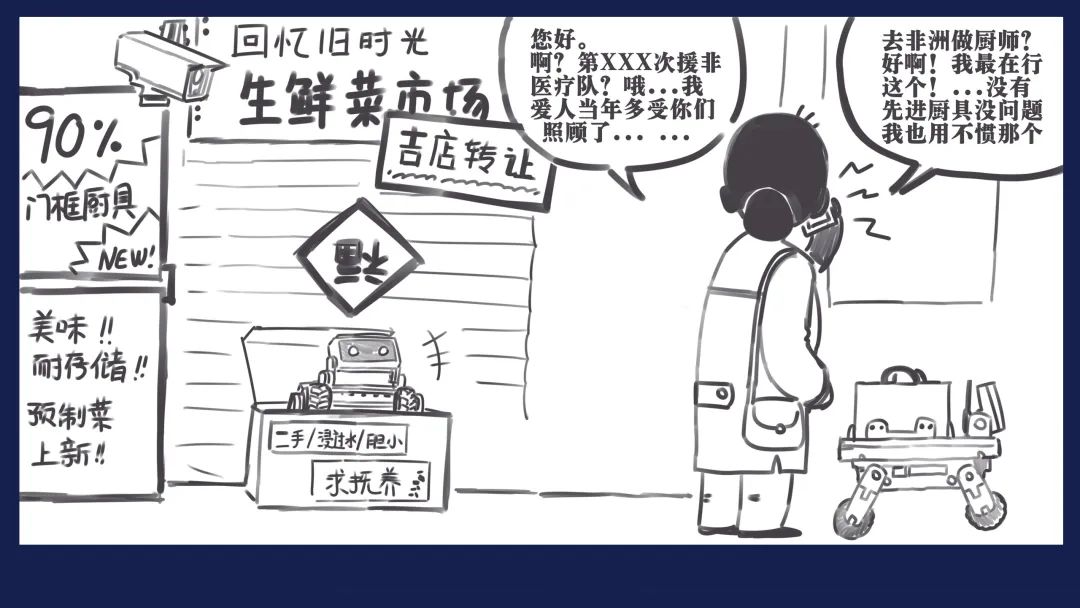 回忆旧时光
生鲜菜市场
吉店转让
90%
门框厨具
NEW!
美味!!
耐存储!!
预制菜
上新!!
福
二手/浸过水/胆小
求抚养
您好。
啊？第XXX次援非
医疗队？哦...我
爱人当年多受你们
照顾了... ...
去非洲做厨师？
好啊！我最在行
这个！...没有
先进厨具没问题
我也用不惯那个